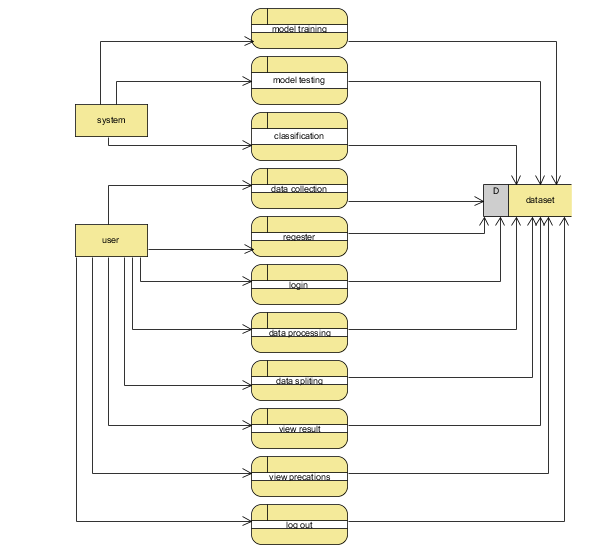 model training
model testing
system
classification
data collection
D
dataset
user
regester
login
data processing
data spliting
view result
view precations
log out